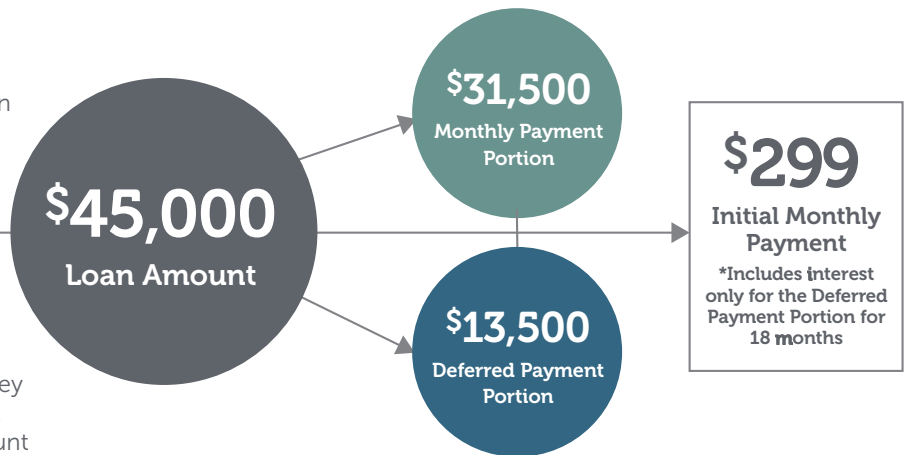 $45,000
Loan Amount
$31,500
Monthly Payment
Portion
$13,500
Deferred Payment
Portion
$299
Initial Monthly
Payment
*Includes interest
only for the Deferred
Payment Portion for
18 months